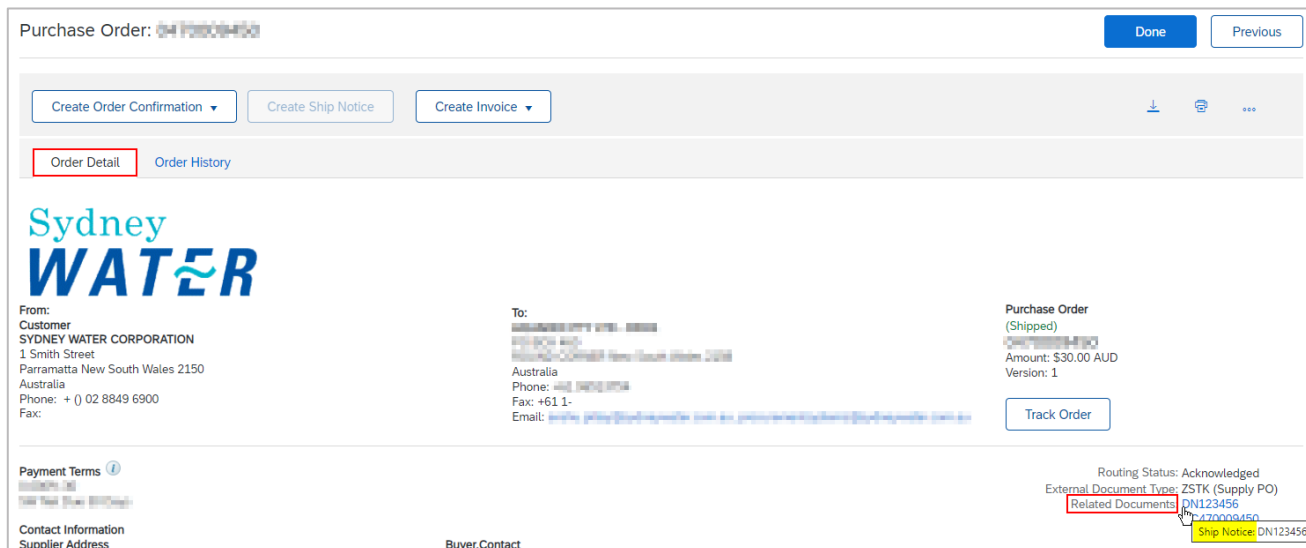 Purchase Order:
Done
Previous
Create Order Confirmation
Create Ship Notice
Create Invoice
Order Detail
Order History
Sydney
WATER
From:
Customer
SYDNEY WATER CORPORATION
1 Smith Street
Parramatta New South Wales 2150
Australia
Phone: + () 02 8849 6900
Fax:
To:
Australia
Phone:
Fax: +61 1-
Email:
Purchase Order
(Shipped)
Amount: $30.00 AUD
Version: 1
Track Order
Payment Terms
Contact Information
Supplier Address
Buyer.Contact
Routing Status: Acknowledged
External Document Type: ZSTK (Supply PO)
Related Documents: DN123456
C470009450
Ship Notice: DN123456